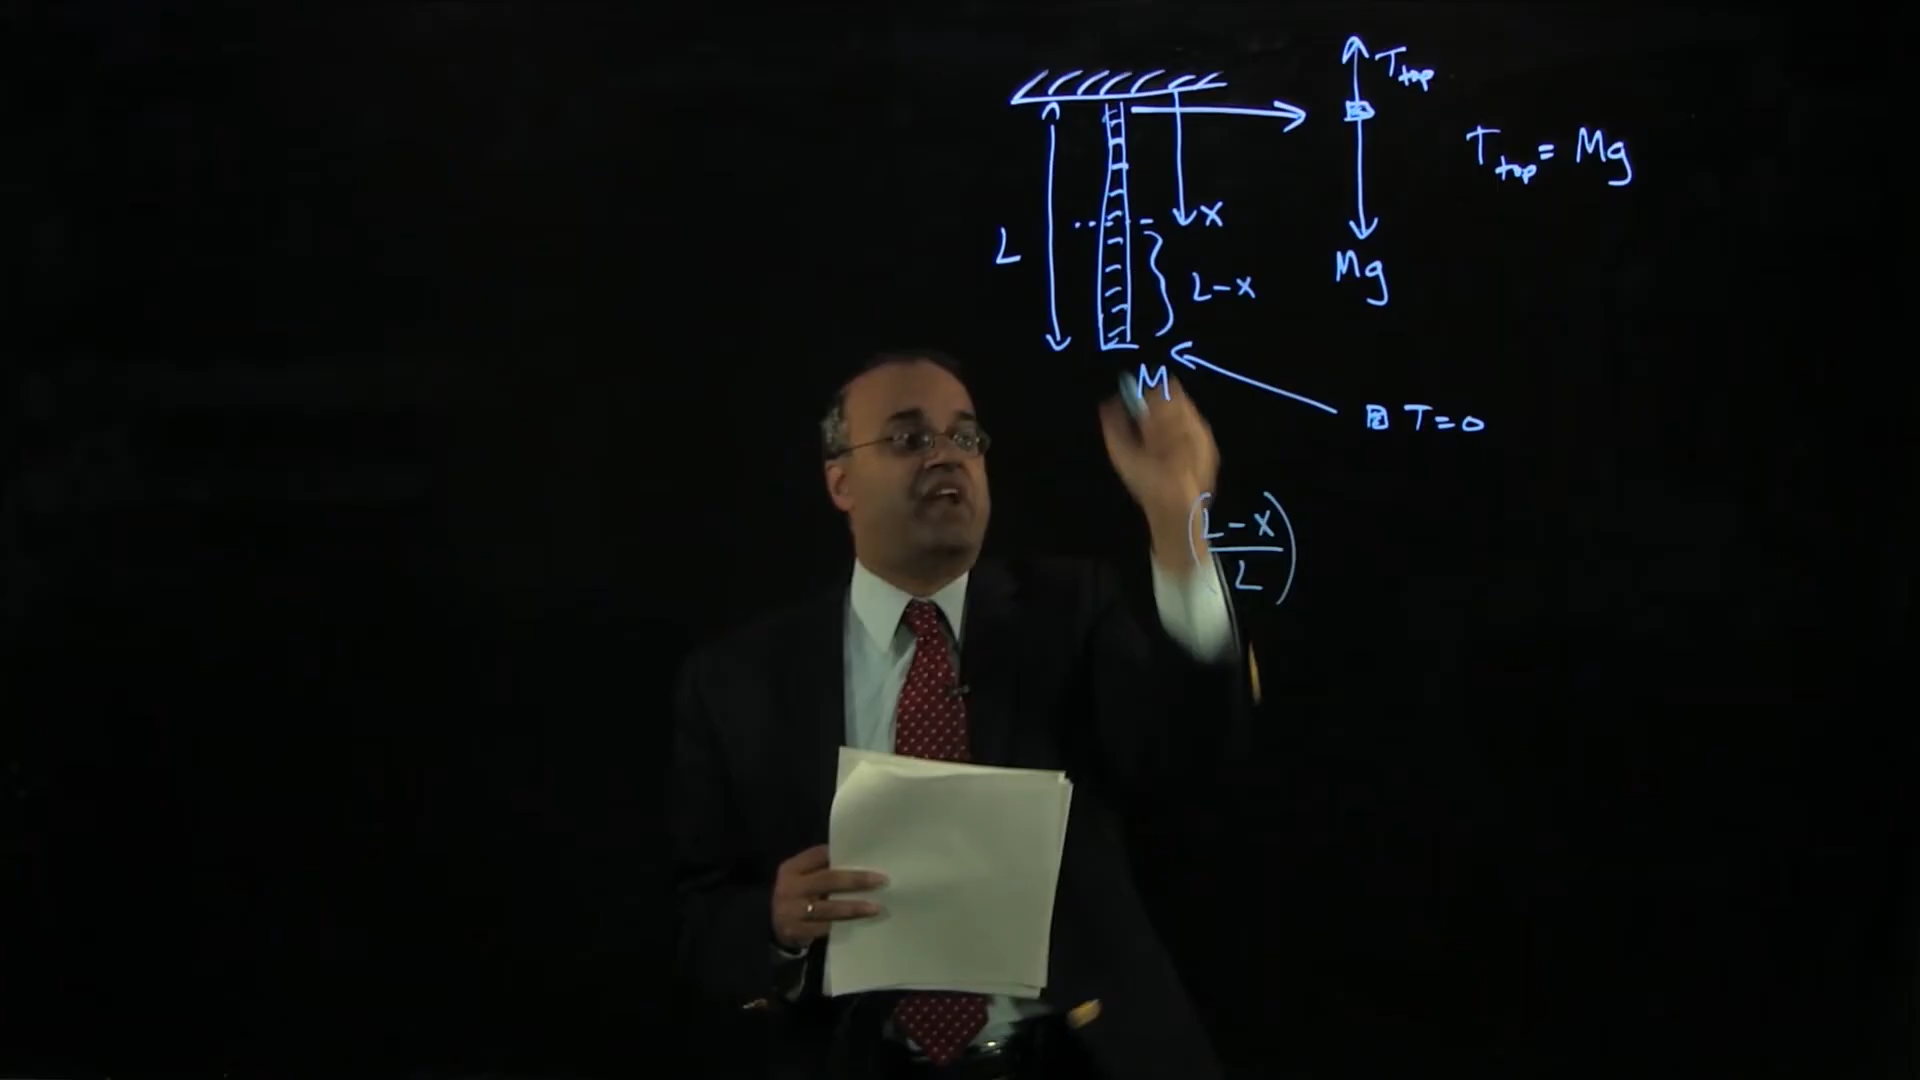 T_top
T_top = Mg
x
L
L-x
Mg
M
T=0
(L-x / L)